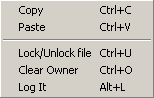 Copy Ctrl+C
Paste Ctrl+V
Lock/Unlock file Ctrl+U
Clear Owner Ctrl+O
Log It Alt+L